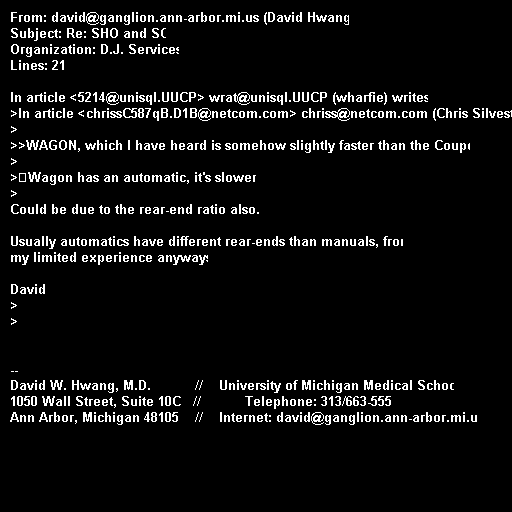 From: david@ganglion.ann-arbor.mi.us (David Hwang
Subject: Re: SHO and SC
Organization: D.J. Services
Lines: 21

In article <5214@unisql.UUCP> wrat@unisql.UUCP (wharfie) writes
>In article <chrissC587qB.D1B@netcom.com> chriss@netcom.com (Chris Silvest
>
>>WAGON, which I have heard is somehow slightly faster than the Coupe
>
>Wagon has an automatic, it's slower
>
Could be due to the rear-end ratio also.

Usually automatics have different rear-ends than manuals, from
my limited experience anyways

David
>
>

--
David W. Hwang, M.D. // University of Michigan Medical Schoo
1050 Wall Street, Suite 10C // Telephone: 313/663-555
Ann Arbor, Michigan 48105 // Internet: david@ganglion.ann-arbor.mi.u